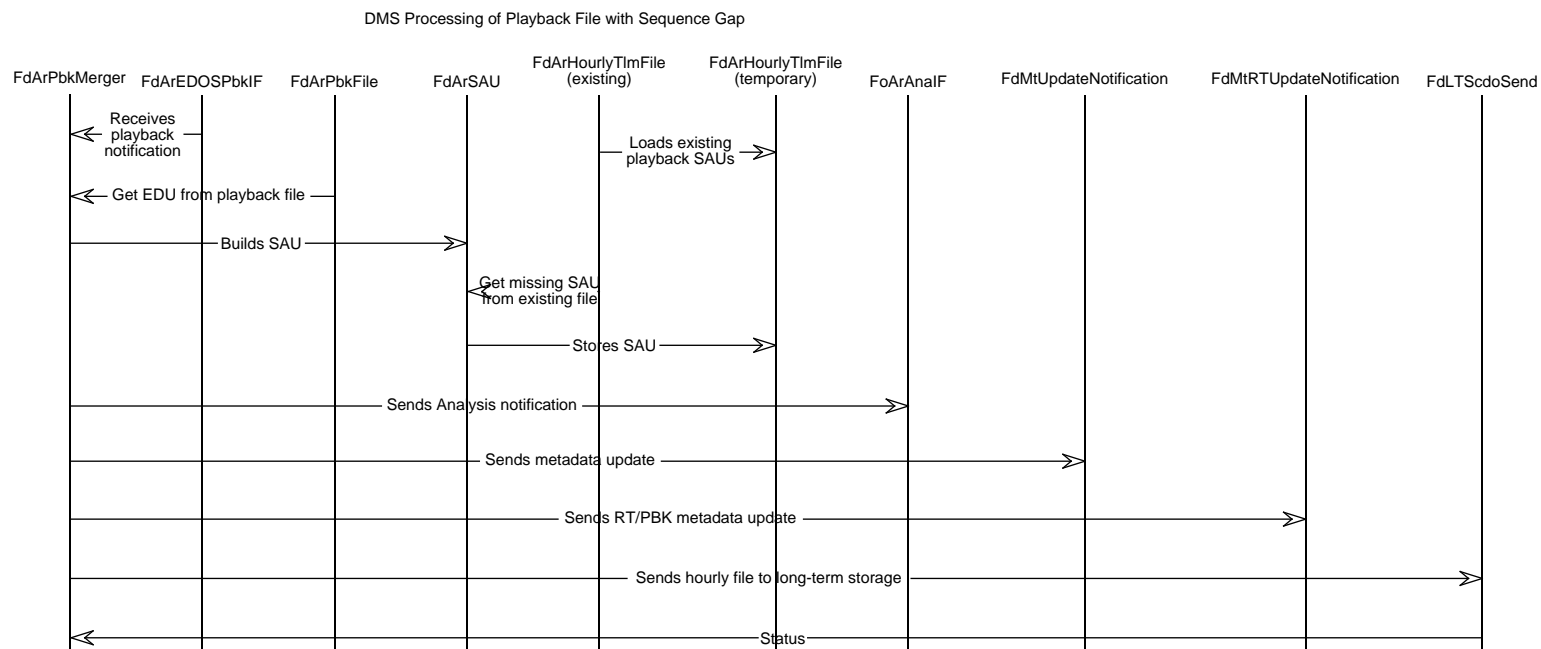 DMS Processing of Playback File with Sequence Gap
FdArPbkMerger
FdArEDOSPbkIF
FdArPbkFile
FdArSAU
FdArHourlyTlmFile
(existing)
FdArHourlyTlmFile
(temporary)
FoArAnaIF
FdMtUpdateNotification
FdMtRTUpdateNotification
FdLTScdoSend
Receives
playback
notification
Loads existing
playback SAUs
Get EDU from playback file
Builds SAU
Get missing SAU
from existing file
Stores SAU
Sends Analysis notification
Sends metadata update
Sends RT/PBK metadata update
Sends hourly file to long-term storage
Status